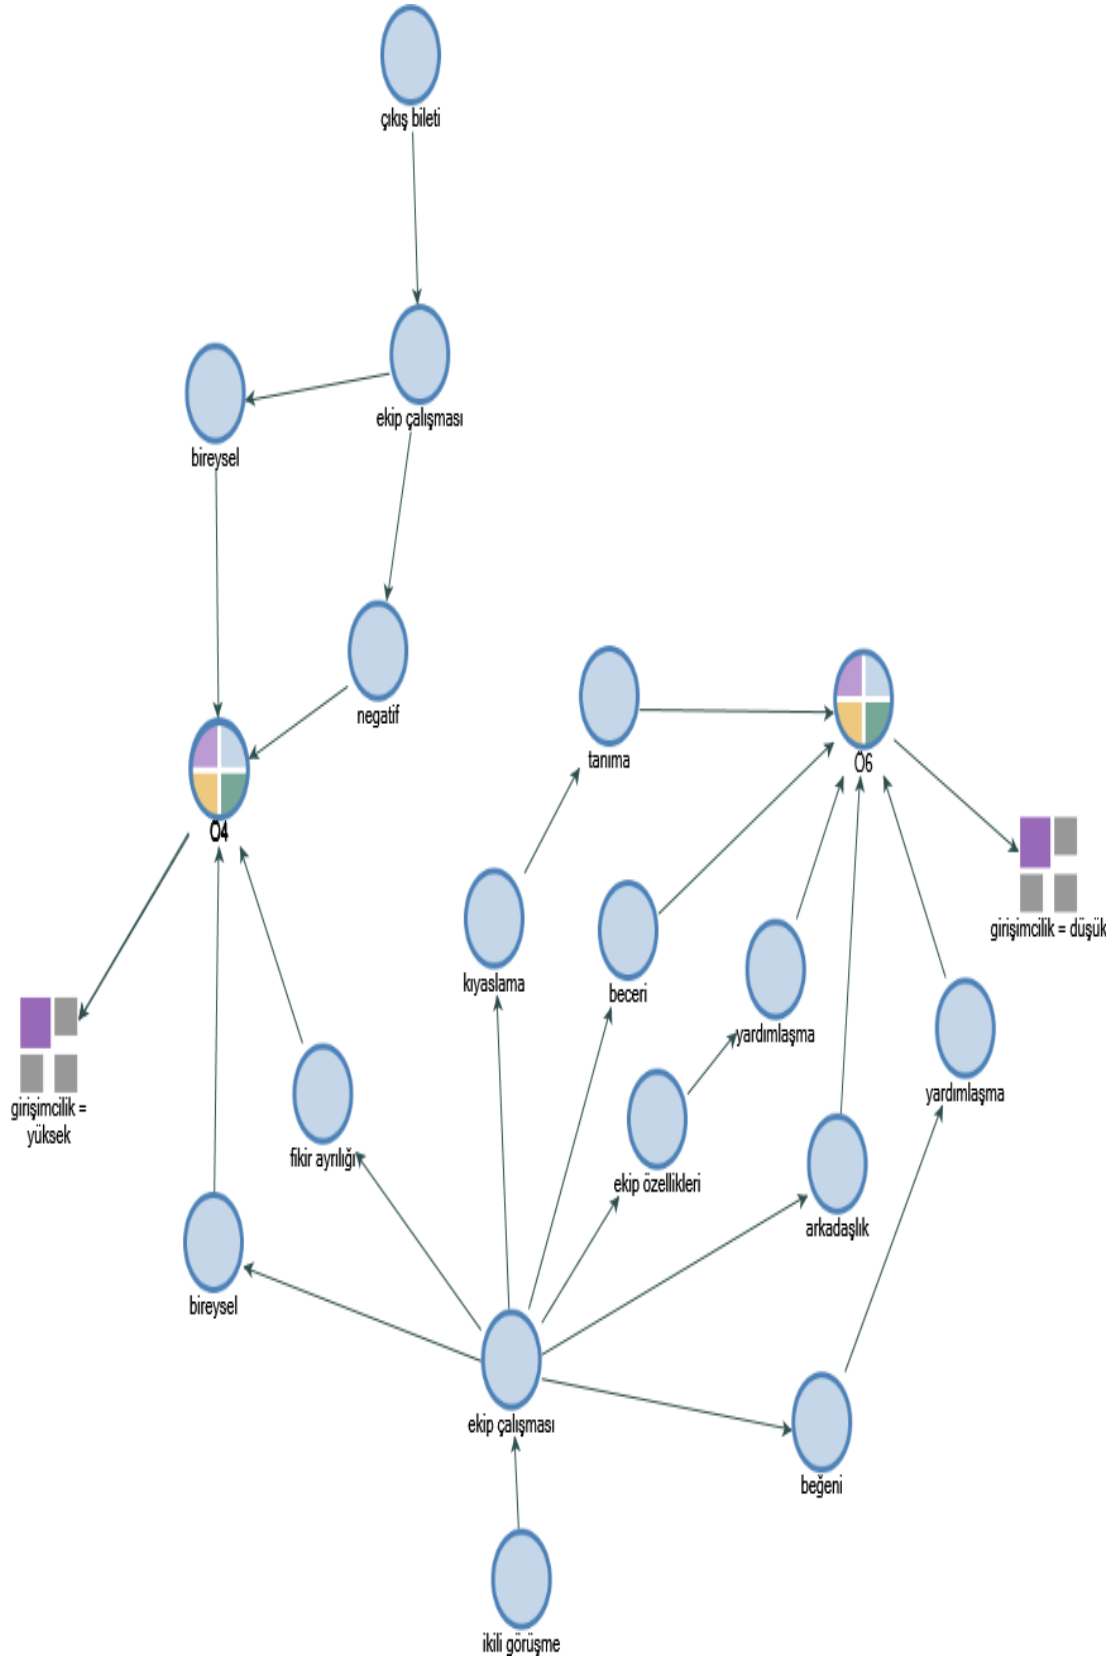 çıkış bileti
ekip çalışması
bireysel
negatif
tanıma
Ö6
Ö4
girişimcilik = düşük
kıyaslama
beceri
yardımlaşma
yardımlaşma
girişimcilik =
yüksek
fikir ayrılığı
ekip özellikleri
arkadaşlık
bireysel
ekip çalışması
beğeni
ikili görüşme